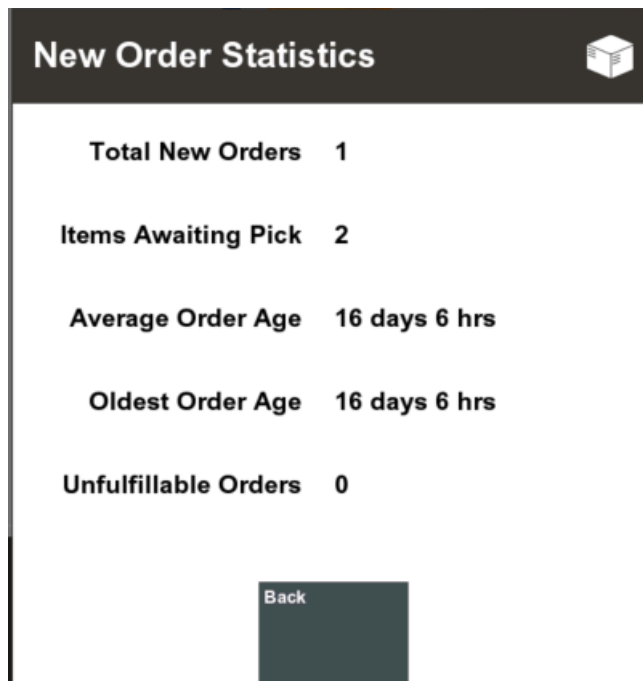 New Order Statistics
Total New Orders 1
Items Awaiting Pick 2
Average Order Age 16 days 6 hrs
Oldest Order Age 16 days 6 hrs
Unfulfillable Orders 0
Back